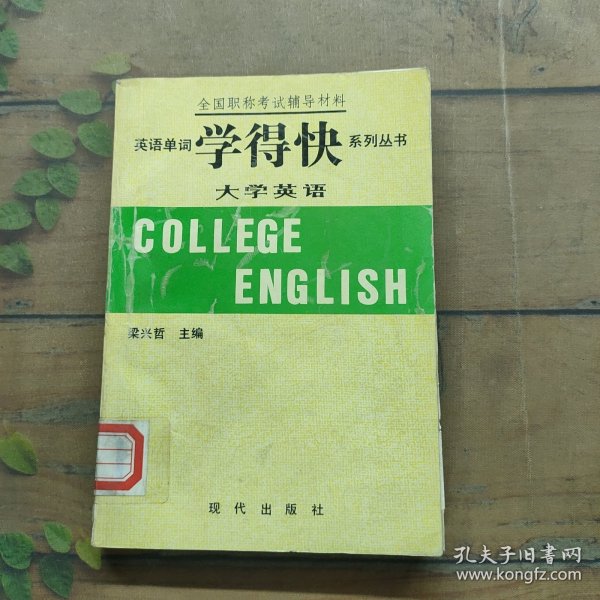 全国职称考试辅导材料
英语单词 学得快 系列丛书
大学英语
COLLEGE
ENGLISH
梁兴哲 主编
现代出版社
孔夫子旧书网
www.kongfz.com